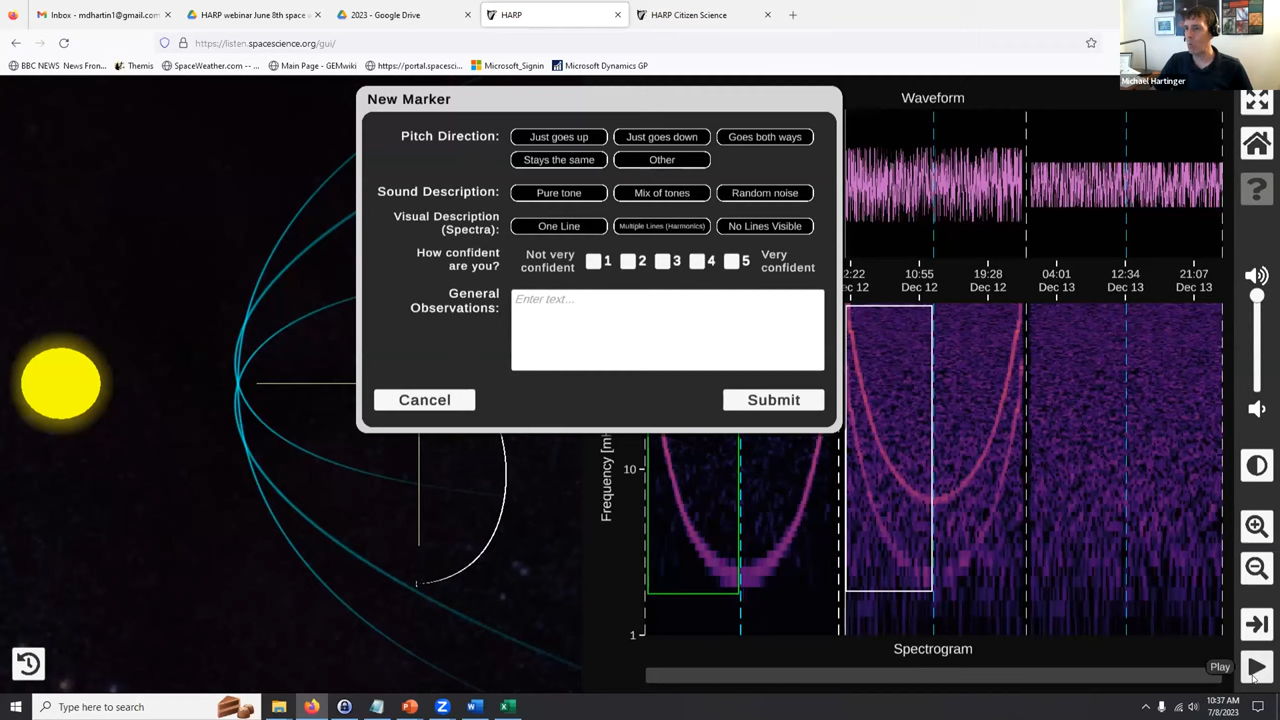 Inbox - mdhartin1@gmail.com
HARP webinar June 8th space w
2023 - Google Drive
HARP
HARP Citizen Science
https://listen.spacescience.org/gui/
BBC NEWS News Fron...
Themis
SpaceWeather.com -- ...
Main Page - GEMwiki
https://portal.spacesci...
Microsoft_Signin
Microsoft Dynamics GP
Michael Hartinger
New Marker
Pitch Direction:
Just goes up
Just goes down
Goes both ways
Stays the same
Other
Sound Description:
Pure tone
Mix of tones
Random noise
Visual Description
(Spectra):
One Line
Multiple Lines (Harmonics)
No Lines Visible
How confident
are you?
Not very
confident
1
2
3
4
5
Very
confident
General
Observations:
Enter text...
Cancel
Submit
Waveform
2:22
10:55
19:28
04:01
12:34
21:07
ec 12
Dec 12
Dec 12
Dec 13
Dec 13
Dec 13
Frequency [m
10
1
Spectrogram
Play
Type here to search
10:37 AM
7/8/2023